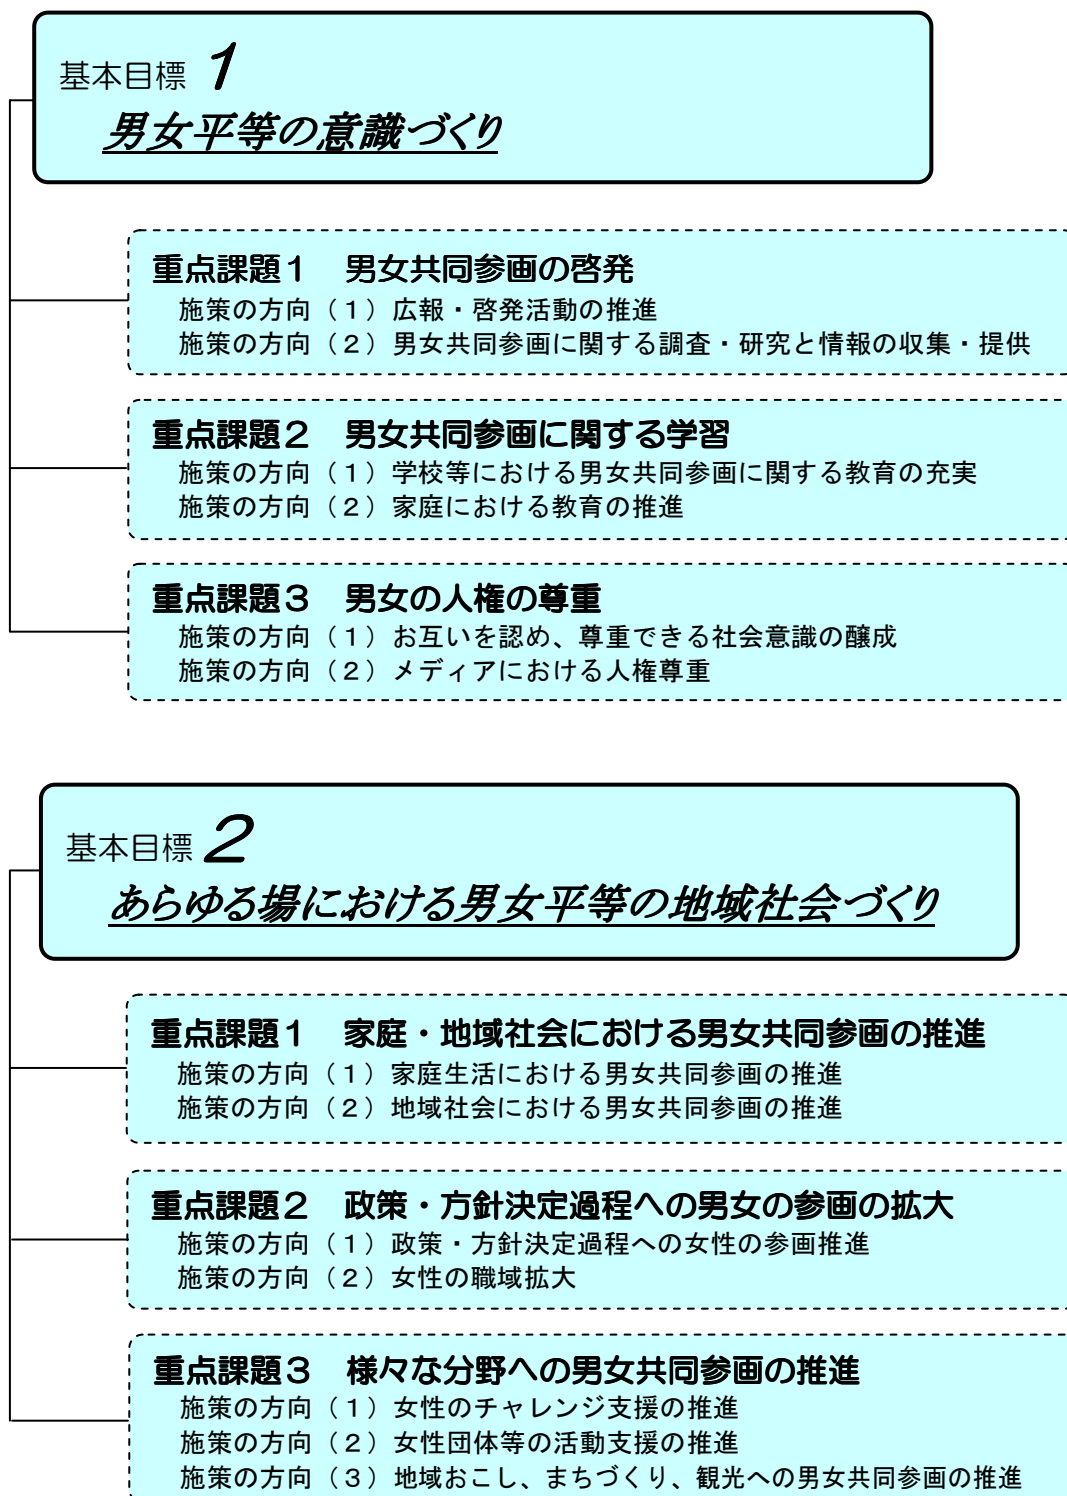 基本目標 1
男女平等の意識づくり
重点課題１　男女共同参画の啓発
施策の方向（１）広報・啓発活動の推進
施策の方向（２）男女共同参画に関する調査・研究と情報の収集・提供
重点課題２　男女共同参画に関する学習
施策の方向（１）学校等における男女共同参画に関する教育の充実
施策の方向（２）家庭における教育の推進
重点課題３　男女の人権の尊重
施策の方向（１）お互いを認め、尊重できる社会意識の醸成
施策の方向（２）メディアにおける人権尊重
基本目標 2
あらゆる場における男女平等の地域社会づくり
重点課題１　家庭・地域社会における男女共同参画の推進
施策の方向（１）家庭生活における男女共同参画の推進
施策の方向（２）地域社会における男女共同参画の推進
重点課題２　政策・方針決定過程への男女の参画の拡大
施策の方向（１）政策・方針決定過程への女性の参画推進
施策の方向（２）女性の職域拡大
重点課題３　様々な分野への男女共同参画の推進
施策の方向（１）女性のチャレンジ支援の推進
施策の方向（２）女性団体等の活動支援の推進
施策の方向（３）地域おこし、まちづくり、観光への男女共同参画の推進